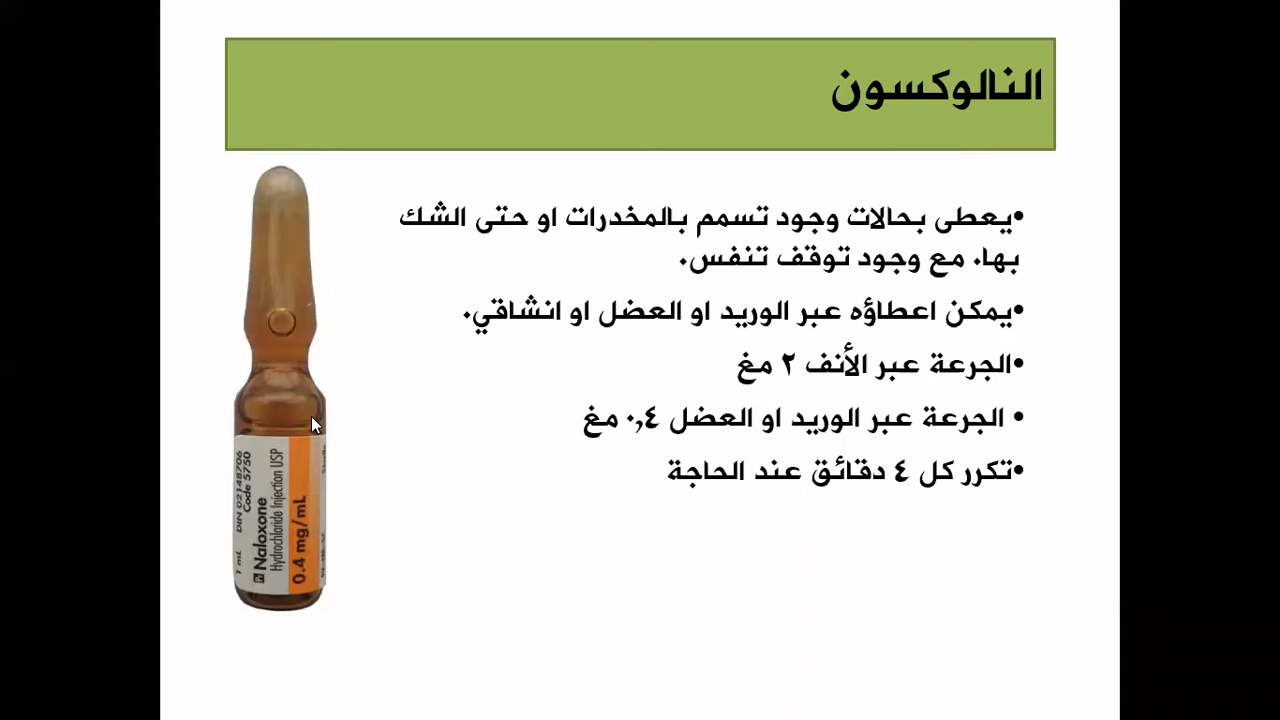 النالوكسون
•يعطى بحالات وجود تسمم بالمخدرات او حتى الشك
بها. مع وجود توقف تنفس.
•يمكن اعطاؤه عبر الوريد او العضل او انشاقي.
•الجرعة عبر الأنف ٢ مغ
• الجرعة عبر الوريد او العضل ٠,٤ مغ
•تكرر كل ٤ دقائق عند الحاجة
1 mL DIN 02148706
Code 5750
Naloxone
Hydrochloride Injection USP
0.4 mg/mL